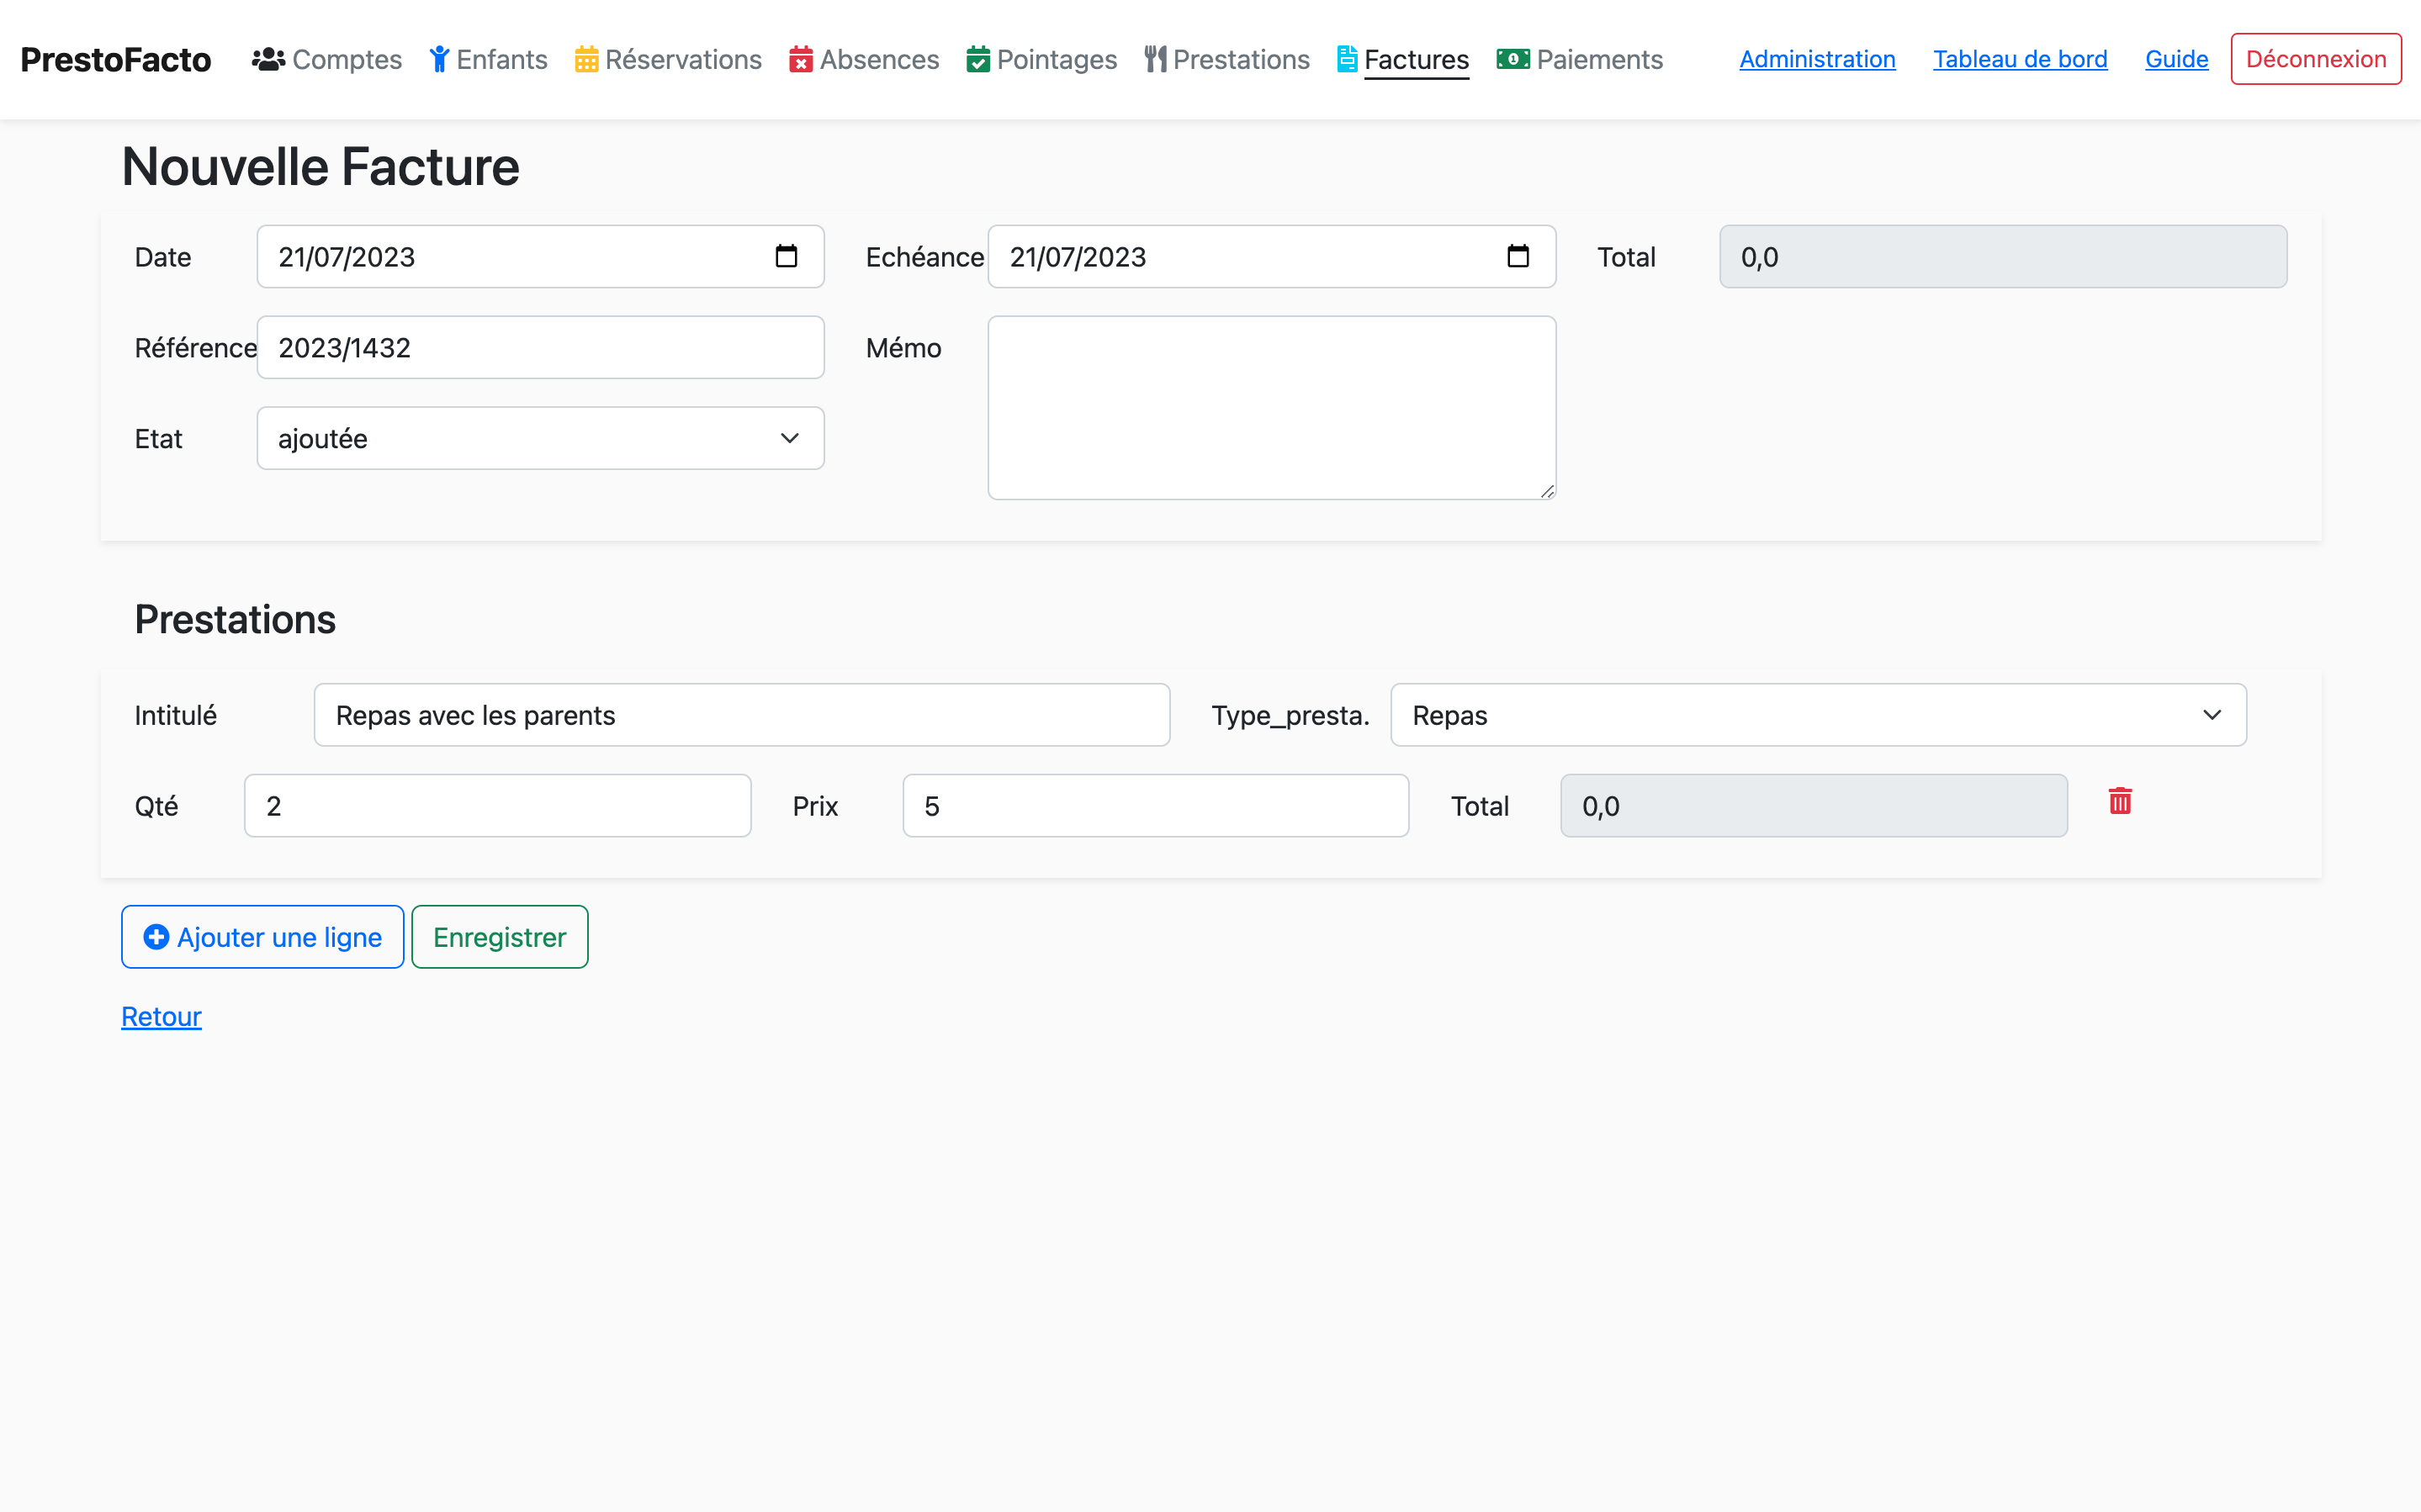 PrestoFacto Comptes Enfants Réservations Absences Pointages Prestations Factures Paiements Administration Tableau de bord Guide Déconnexion
Nouvelle Facture
Date 21/07/2023 Echéance 21/07/2023 Total 0,0
Référence 2023/1432 Mémo
Etat ajoutée
Prestations
Intitulé Repas avec les parents Type_presta. Repas
Qté 2 Prix 5 Total 0,0
Ajouter une ligne Enregistrer
Retour